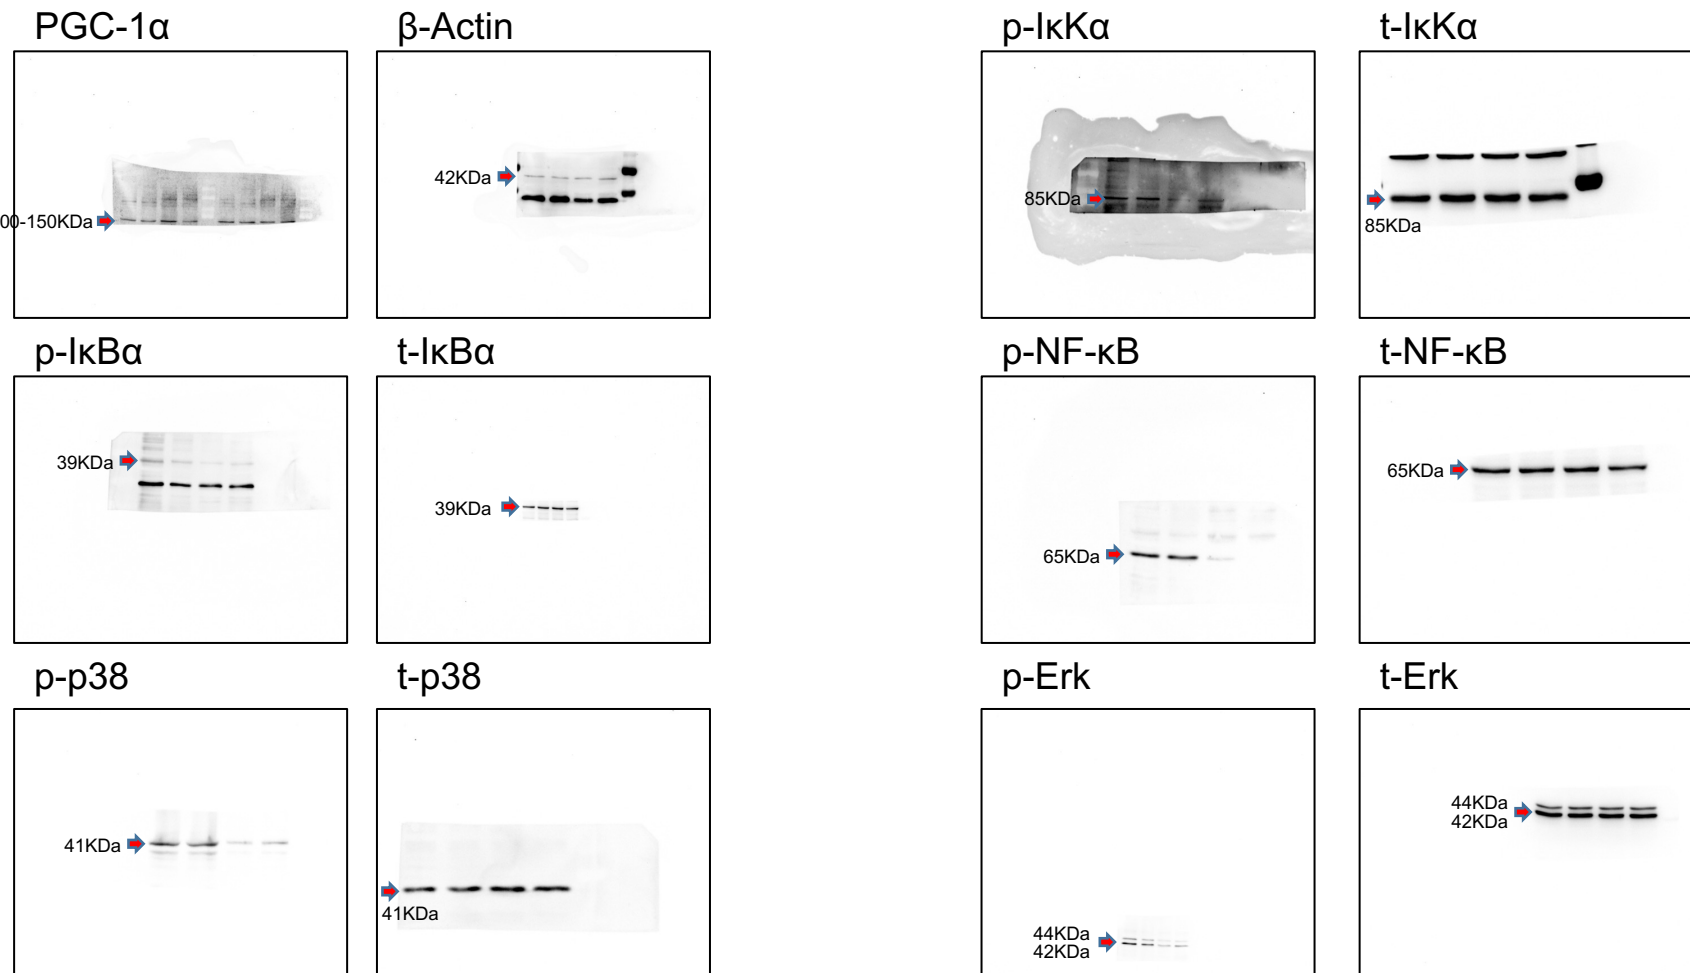 PGC-1α
β-Actin
p-IκKα
t-IκKα
00-150KDa
42KDa
85KDa
85KDa
p-IκBα
t-IκBα
p-NF-κB
t-NF-κB
39KDa
39KDa
65KDa
65KDa
p-p38
t-p38
p-Erk
t-Erk
41KDa
41KDa
44KDa
42KDa
44KDa
42KDa